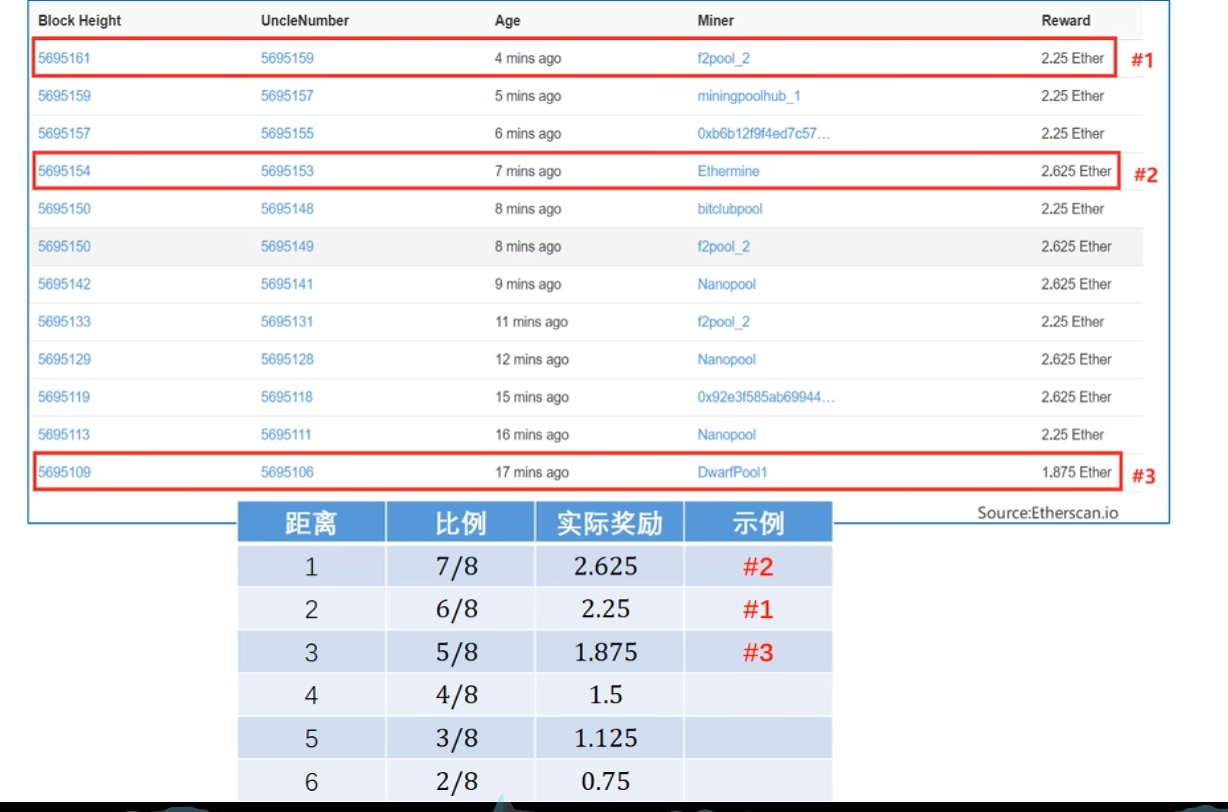 Block Height UncleNumber Age Miner Reward
5695161 5695159 4 mins ago f2pool_2 2.25 Ether #1
5695159 5695157 5 mins ago miningpoolhub_1 2.25 Ether
5695157 5695155 6 mins ago 0xb6b12f9f4ed7c57... 2.25 Ether
5695154 5695153 7 mins ago Ethermine 2.625 Ether #2
5695150 5695148 8 mins ago bitclubpool 2.25 Ether
5695150 5695149 8 mins ago f2pool_2 2.625 Ether
5695142 5695141 9 mins ago Nanopool 2.625 Ether
5695133 5695131 11 mins ago f2pool_2 2.25 Ether
5695129 5695128 12 mins ago Nanopool 2.625 Ether
5695119 5695118 15 mins ago 0x92e3f585ab69944... 2.625 Ether
5695113 5695111 16 mins ago Nanopool 2.25 Ether
5695109 5695106 17 mins ago DwarfPool1 1.875 Ether #3
Source:Etherscan.io
距离 比例 实际奖励 示例
1 7/8 2.625 #2
2 6/8 2.25 #1
3 5/8 1.875 #3
4 4/8 1.5
5 3/8 1.125
6 2/8 0.75